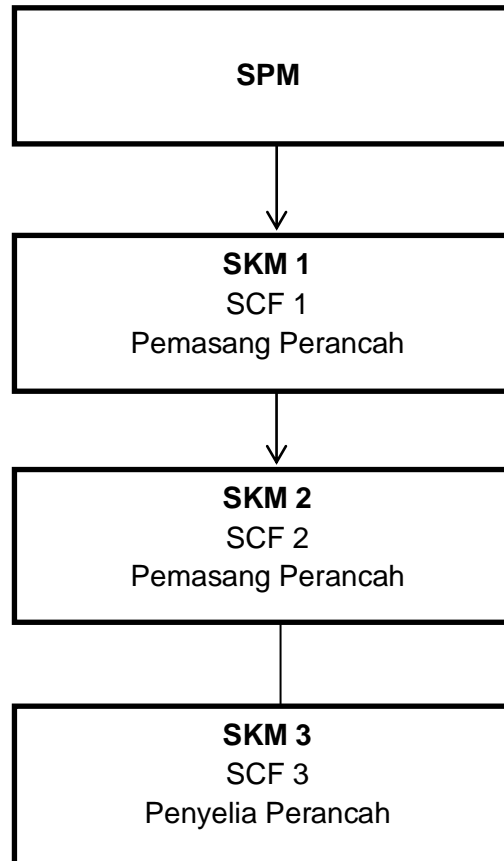 SPM
SKM 1
SCF 1
Pemasang Perancah
SKM 2
SCF 2
Pemasang Perancah
SKM 3
SCF 3
Penyelia Perancah